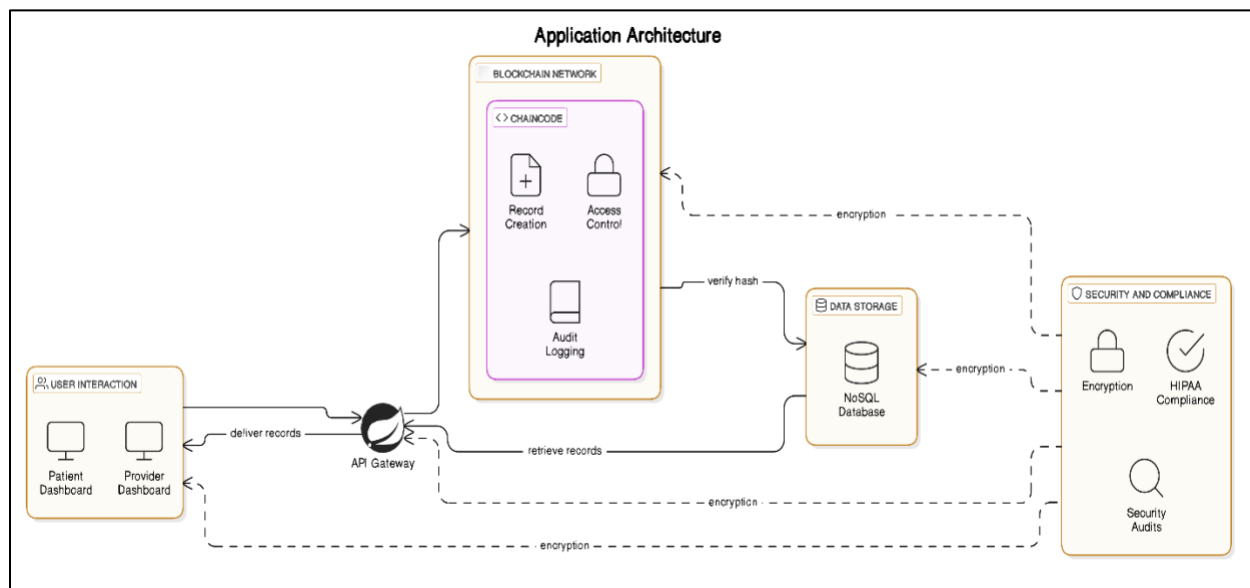 Application Architecture
BLOCKCHAIN NETWORK
<> CHAINCODE
Record
Creation
Access
Control
Audit
Logging
encryption
verify hash
DATA STORAGE
NoSQL
Database
encryption
SECURITY AND COMPLIANCE
Encryption
HIPAA
Compliance
Security
Audits
USER INTERACTION
Patient
Dashboard
Provider
Dashboard
deliver records
API Gateway
retrieve records
encryption
encryption